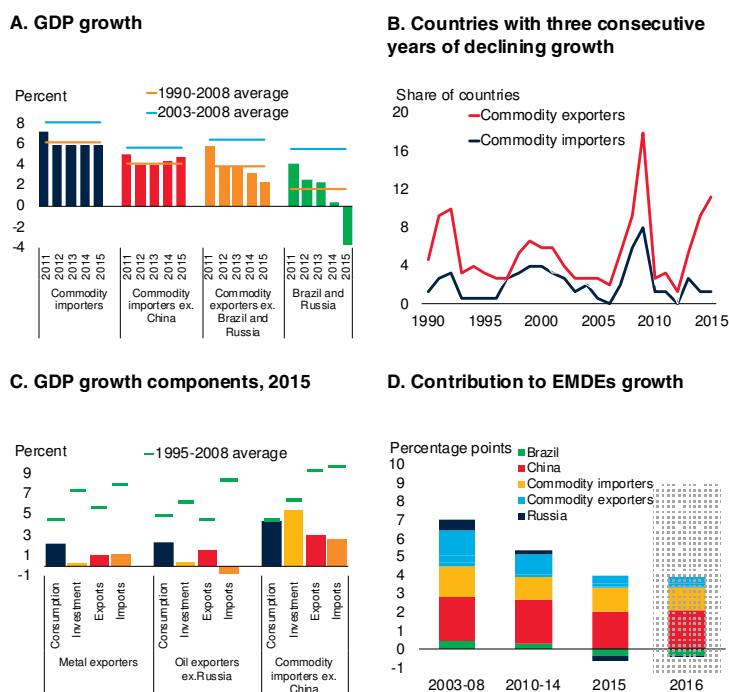 A. GDP growth
Percent
1990-2008 average
2003-2008 average
8
6
4
2
0
-2
-4
2011
2012
2013
2014
2015
2011
2012
2013
2014
2015
2011
2012
2013
2014
2015
2011
2012
2013
2014
2015
Commodity
importers
Commodity
importers ex.
China
Commodity
exporters ex.
Brazil and
Russia
Brazil and
Russia
B. Countries with three consecutive
years of declining growth
Share of countries
Commodity exporters
Commodity importers
20
16
12
8
4
0
1990
1995
2000
2005
2010
2015
C. GDP growth components, 2015
Percent
1995-2008 average
9
7
5
3
1
-1
Consumption
Investment
Exports
Imports
Consumption
Investment
Exports
Imports
Consumption
Investment
Exports
Imports
Metal exporters
Oil exporters
ex.Russia
Commodity
importers ex.
China
D. Contribution to EMDEs growth
Percentage points
Brazil
China
Commodity importers
Commodity exporters
Russia
10
9
8
7
6
5
4
3
2
1
0
-1
2003-08
2010-14
2015
2016